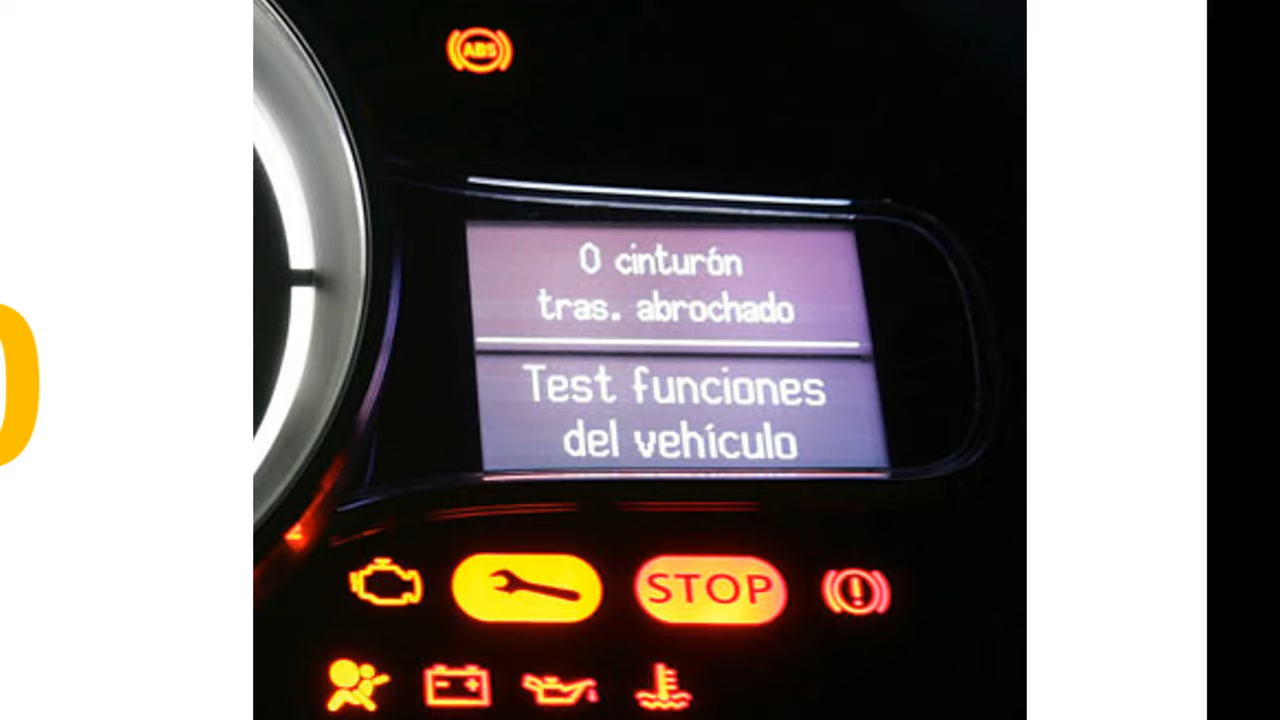 ABS
0 cinturón
tras. abrochado
Test funciones
del vehículo
STOP